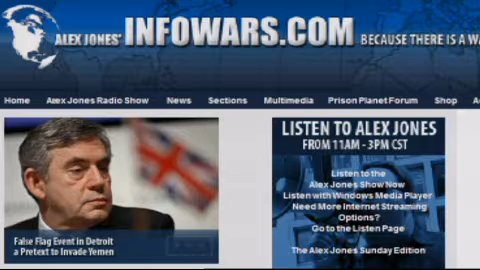 ALEX JONES' INFOWARS.COM BECAUSE THERE IS A
Home Alex Jones Radio Show News Sections Multimedia Prison Planet Forum Shop
LISTEN TO ALEX JONES
FROM 11AM - 3PM CST
Listen to the
Alex Jones Show Now
Listen with Windows Media Player
Need More Internet Streaming
Options?
Go to the Listen Page
The Alex Jones Sunday Edition
False Flag Event in Detroit
a Pretext to Invade Yemen